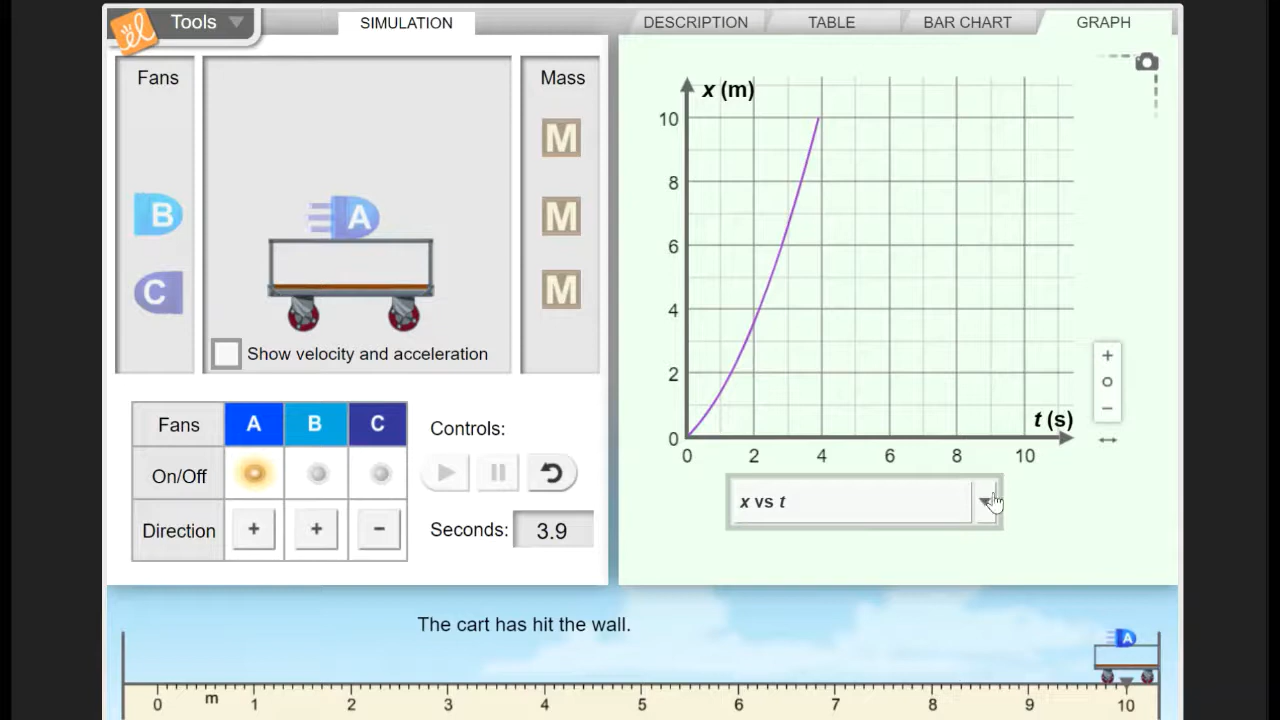 Tools
SIMULATION
DESCRIPTION
TABLE
BAR CHART
GRAPH
Fans
B
C
A
Show velocity and acceleration
Mass
M
M
M
x (m)
10
8
6
4
2
0
t (s)
0 2 4 6 8 10
+
o
−
x vs t
Fans A B C
On/Off
Direction + + −
Controls:
Seconds: 3.9
The cart has hit the wall.
A
m
0 1 2 3 4 5 6 7 8 9 10